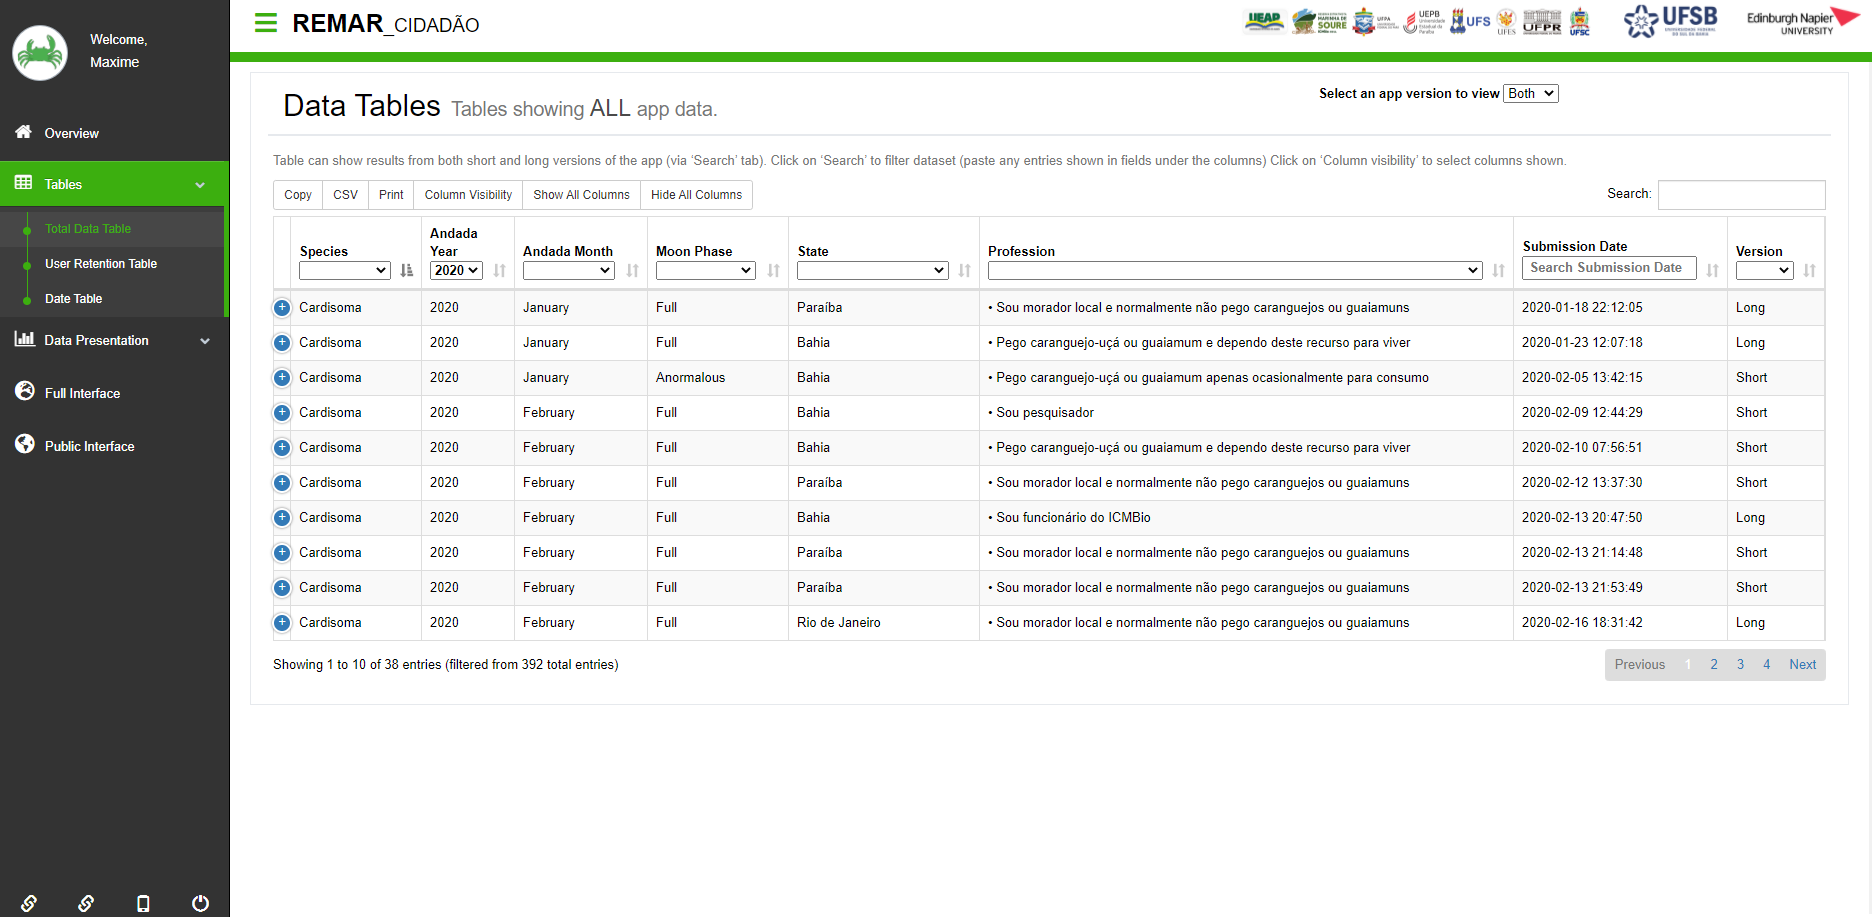 Welcome,
Maxime
Overview
Tables
Total Data Table
User Retention Table
Date Table
Data Presentation
Full Interface
Public Interface
REMAR_CIDADÃO
UEAP
MARINHA DE
SOURE
UFPA
UEPB
Universidade
Estadual da
Paraíba
UFS
UFES
UFPR
UFSC
UFSB
Edinburgh Napier
UNIVERSITY
Data Tables Tables showing ALL app data.
Select an app version to view Both
Table can show results from both short and long versions of the app (via ‘Search’ tab). Click on ‘Search’ to filter dataset (paste any entries shown in fields under the columns) Click on ‘Column visibility’ to select columns shown.
Copy CSV Print Column Visibility Show All Columns Hide All Columns
Search:
Species Andada Year 2020 Andada Month Moon Phase State Profession Submission Date Search Submission Date Version
Cardisoma 2020 January Full Paraíba • Sou morador local e normalmente não pego caranguejos ou guaiamuns 2020-01-18 22:12:05 Long
Cardisoma 2020 January Full Bahia • Pego caranguejo-uçá ou guaiamum e dependo deste recurso para viver 2020-01-23 12:07:18 Long
Cardisoma 2020 January Anormalous Bahia • Pego caranguejo-uçá ou guaiamum apenas ocasionalmente para consumo 2020-02-05 13:42:15 Short
Cardisoma 2020 February Full Bahia • Sou pesquisador 2020-02-09 12:44:29 Short
Cardisoma 2020 February Full Bahia • Pego caranguejo-uçá ou guaiamum e dependo deste recurso para viver 2020-02-10 07:56:51 Short
Cardisoma 2020 February Full Paraíba • Sou morador local e normalmente não pego caranguejos ou guaiamuns 2020-02-12 13:37:30 Short
Cardisoma 2020 February Full Bahia • Sou funcionário do ICMBio 2020-02-13 20:47:50 Long
Cardisoma 2020 February Full Paraíba • Sou morador local e normalmente não pego caranguejos ou guaiamuns 2020-02-13 21:14:48 Short
Cardisoma 2020 February Full Paraíba • Sou morador local e normalmente não pego caranguejos ou guaiamuns 2020-02-13 21:53:49 Short
Cardisoma 2020 February Full Rio de Janeiro • Sou morador local e normalmente não pego caranguejos ou guaiamuns 2020-02-16 18:31:42 Long
Showing 1 to 10 of 38 entries (filtered from 392 total entries)
Previous 1 2 3 4 Next